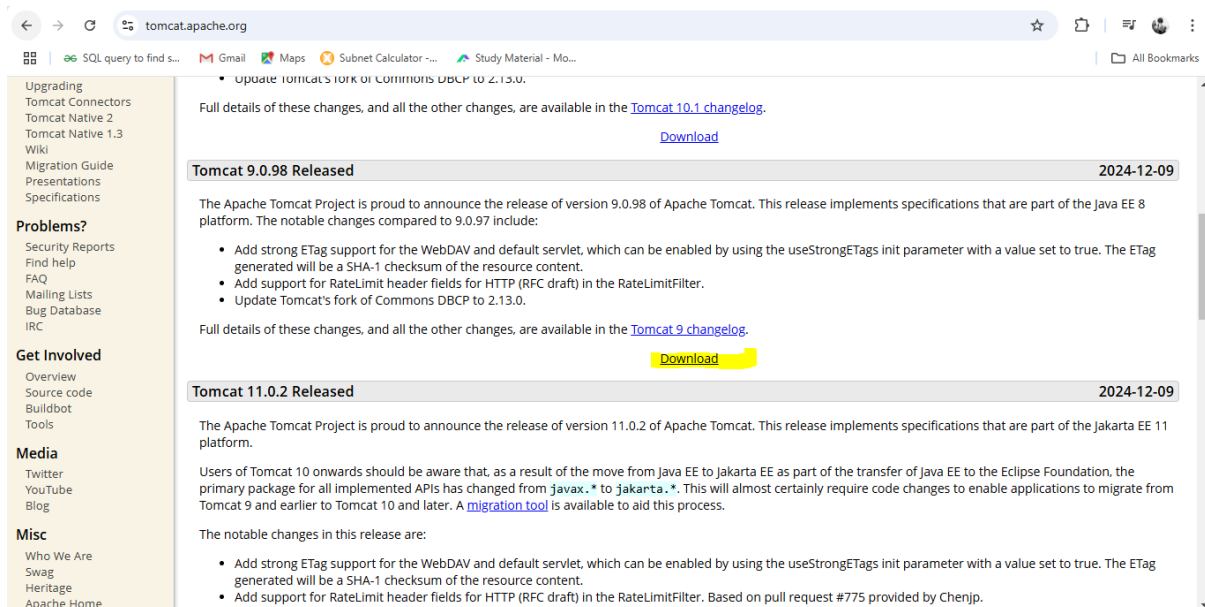 tomcat.apache.org
SQL query to find s...
Gmail
Maps
Subnet Calculator -...
Study Material - Mo...
All Bookmarks
Upgrading
Tomcat Connectors
Tomcat Native 2
Tomcat Native 1.3
Wiki
Migration Guide
Presentations
Specifications
Problems?
Security Reports
Find help
FAQ
Mailing Lists
Bug Database
IRC
Get Involved
Overview
Source code
Buildbot
Tools
Media
Twitter
YouTube
Blog
Misc
Who We Are
Swag
Heritage
Apache Home
• Update Tomcat's fork of Commons DBCP to 2.13.0.
Full details of these changes, and all the other changes, are available in the Tomcat 10.1 changelog.
Download
Tomcat 9.0.98 Released 2024-12-09
The Apache Tomcat Project is proud to announce the release of version 9.0.98 of Apache Tomcat. This release implements specifications that are part of the Java EE 8
platform. The notable changes compared to 9.0.97 include:
• Add strong ETag support for the WebDAV and default servlet, which can be enabled by using the useStrongETags init parameter with a value set to true. The ETag
generated will be a SHA-1 checksum of the resource content.
• Add support for RateLimit header fields for HTTP (RFC draft) in the RateLimitFilter.
• Update Tomcat's fork of Commons DBCP to 2.13.0.
Full details of these changes, and all the other changes, are available in the Tomcat 9 changelog.
Download
Tomcat 11.0.2 Released 2024-12-09
The Apache Tomcat Project is proud to announce the release of version 11.0.2 of Apache Tomcat. This release implements specifications that are part of the Jakarta EE 11
platform.
Users of Tomcat 10 onwards should be aware that, as a result of the move from Java EE to Jakarta EE as part of the transfer of Java EE to the Eclipse Foundation, the
primary package for all implemented APIs has changed from javax.* to jakarta.*. This will almost certainly require code changes to enable applications to migrate from
Tomcat 9 and earlier to Tomcat 10 and later. A migration tool is available to aid this process.
The notable changes in this release are:
• Add strong ETag support for the WebDAV and default servlet, which can be enabled by using the useStrongETags init parameter with a value set to true. The ETag
generated will be a SHA-1 checksum of the resource content.
• Add support for RateLimit header fields for HTTP (RFC draft) in the RateLimitFilter. Based on pull request #775 provided by Chenjp.